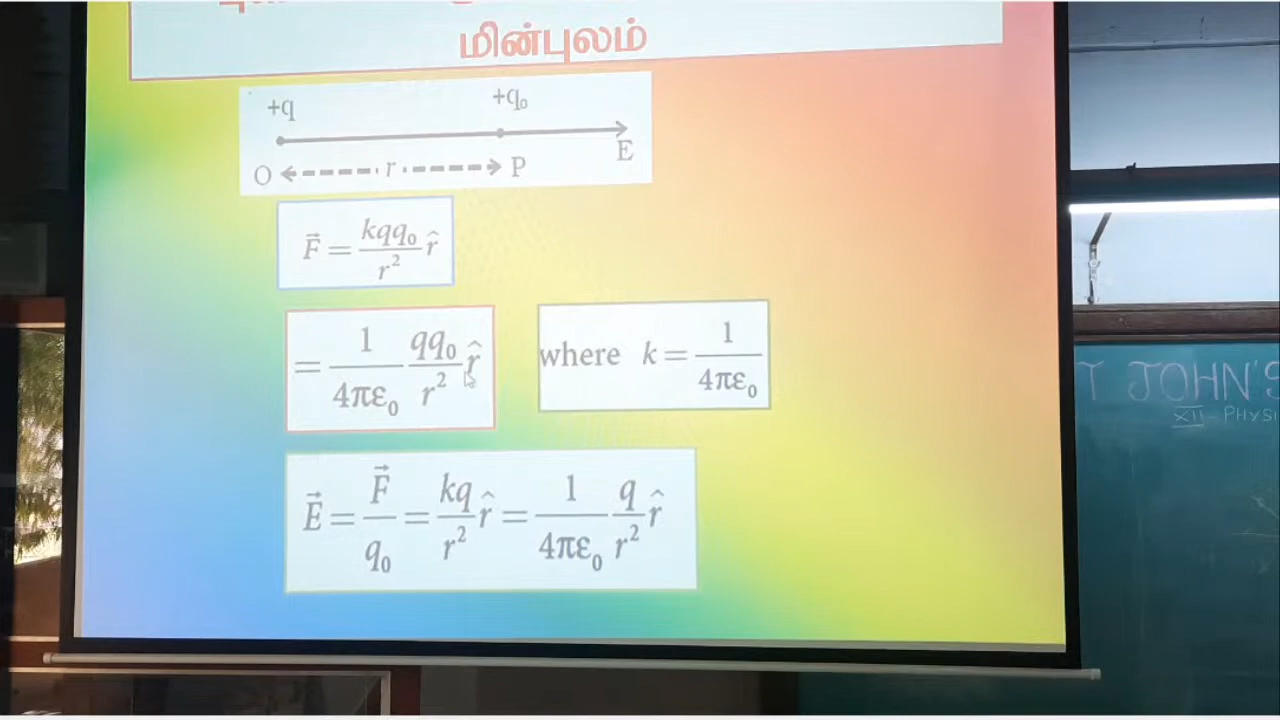 மின்புலம்
+q +q₀
O r P E
F⃗ = kqq₀/r² r̂
= 1/4πε₀ qq₀/r² r̂ where k = 1/4πε₀
E⃗ = F⃗/q₀ = kq/r² r̂ = 1/4πε₀ q/r² r̂
T JOHN'S
XII - PHYSI